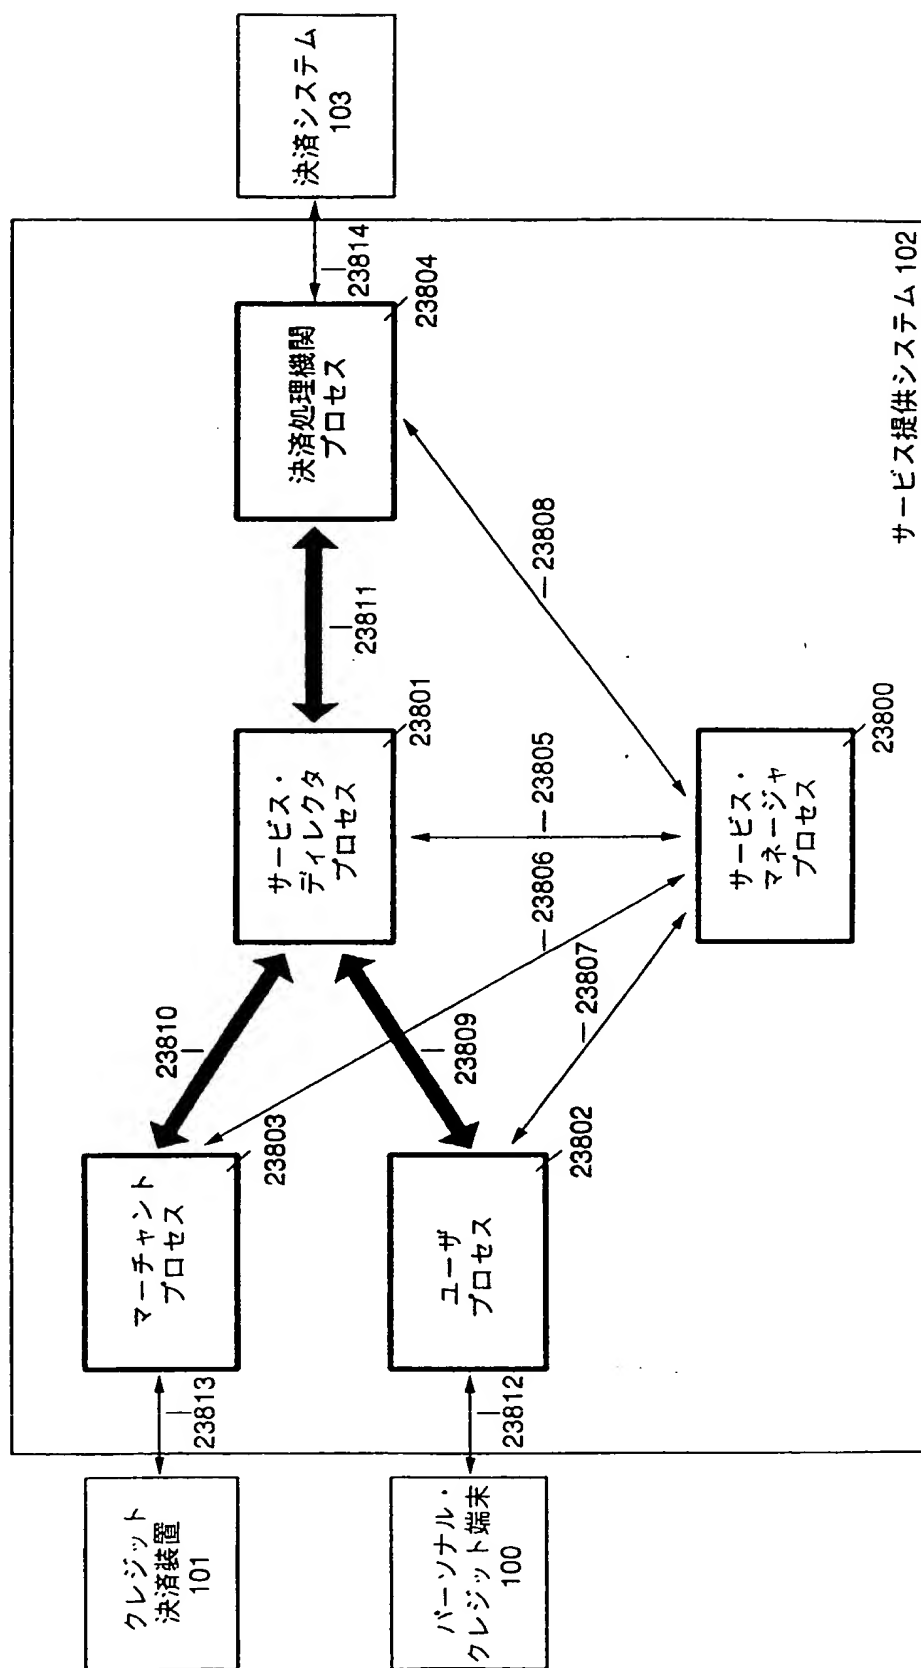 クレジット
決済装置
101
23813
マーチャント
プロセス
23803
23810
サービス・
ディレクタ
プロセス
23801
23811
決済処理機関
プロセス
23804
23814
決済システム
103
パーソナル・
クレジット端末
100
23812
ユーザ
プロセス
23802
23809
23807
23806
23805
23808
サービス・
マネージャ
プロセス
23800
サービス提供システム 102